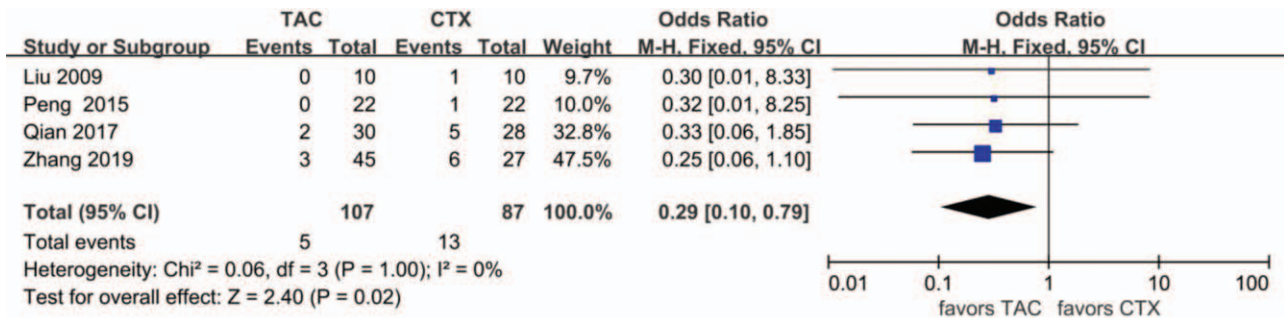 TAC CTX Odds Ratio Odds Ratio
Study or Subgroup Events Total Events Total Weight M-H, Fixed, 95% CI M-H, Fixed, 95% CI
Liu 2009 0 10 1 10 9.7% 0.30 [0.01, 8.33]
Peng 2015 0 22 1 22 10.0% 0.32 [0.01, 8.25]
Qian 2017 2 30 5 28 32.8% 0.33 [0.06, 1.85]
Zhang 2019 3 45 6 27 47.5% 0.25 [0.06, 1.10]
Total (95% CI) 107 87 100.0% 0.29 [0.10, 0.79]
Total events 5 13
Heterogeneity: Chi² = 0.06, df = 3 (P = 1.00); I² = 0%
Test for overall effect: Z = 2.40 (P = 0.02)
0.01 0.1 1 10 100
favors TAC favors CTX